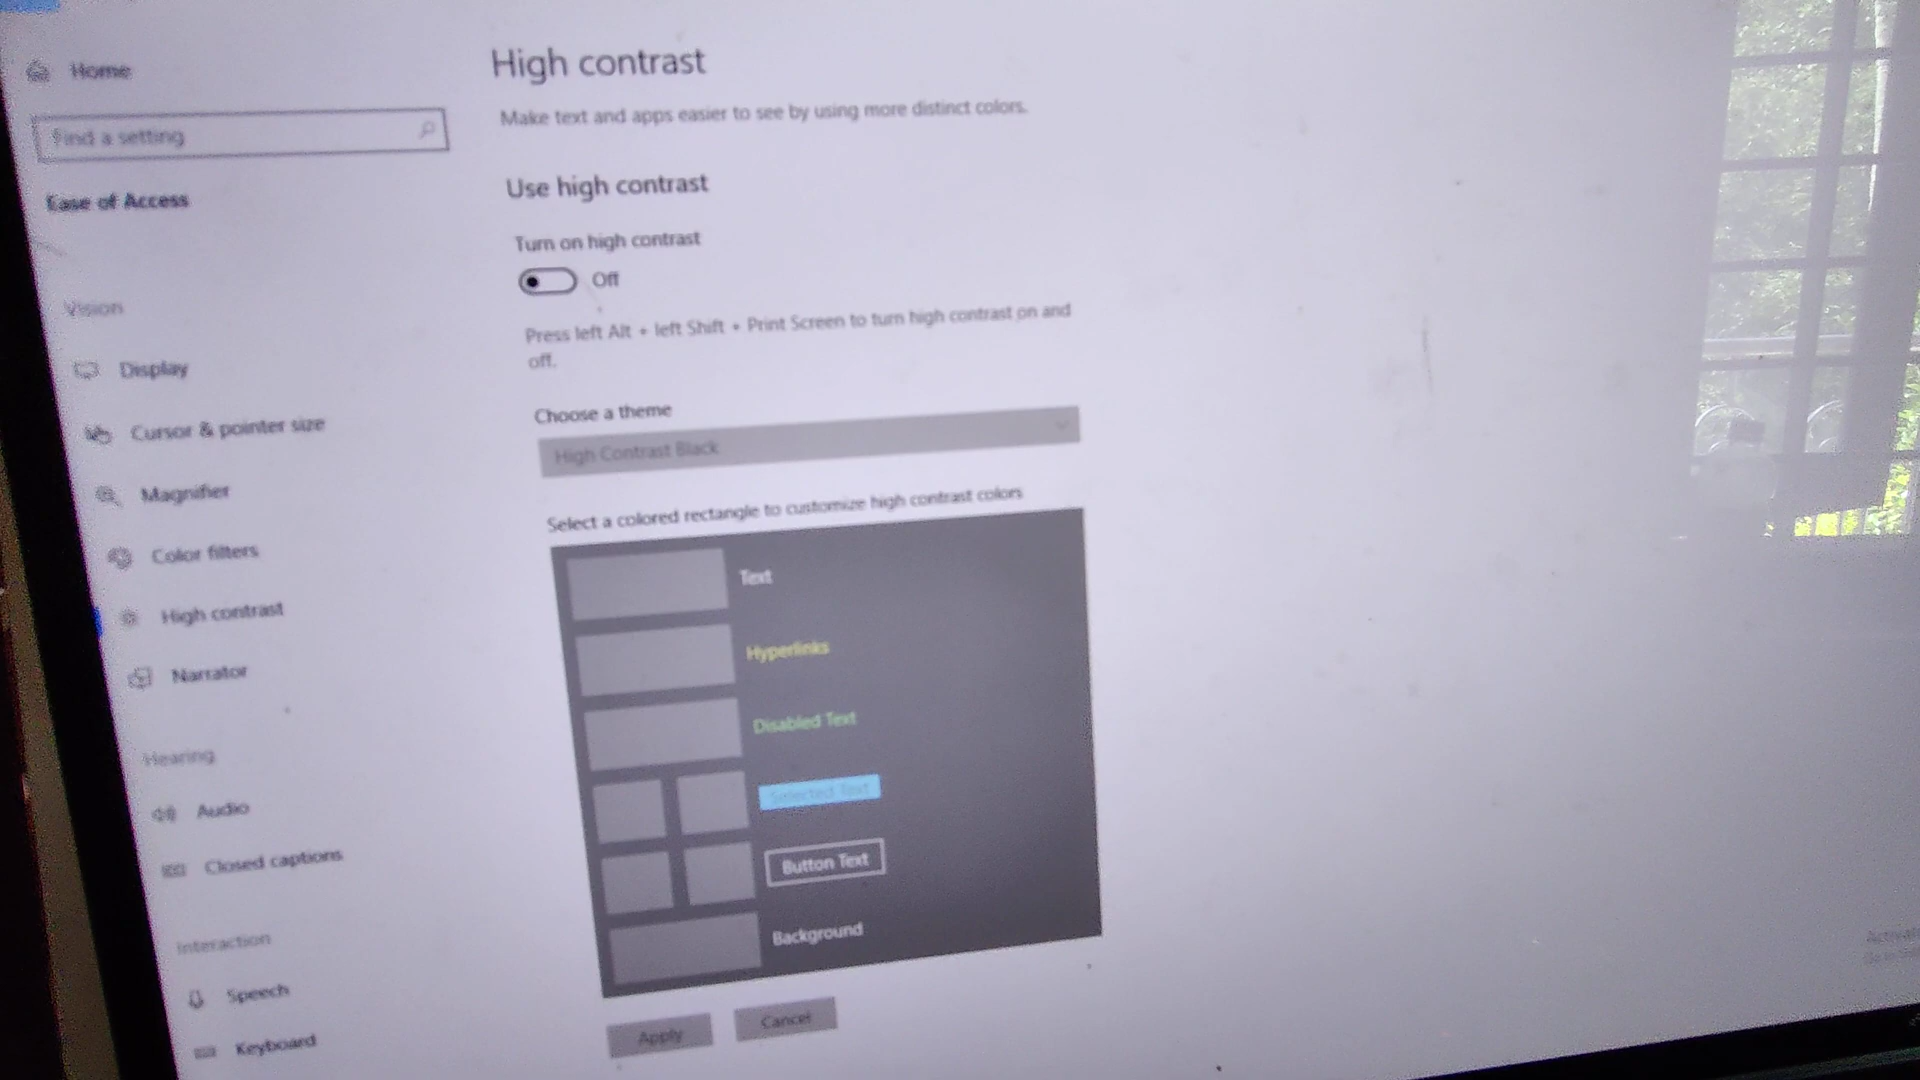 Home
Find a setting
Ease of Access
Vision
Display
Cursor & pointer size
Magnifier
Color filters
High contrast
Narrator
Hearing
Audio
Closed captions
Interaction
Speech
Keyboard
High contrast
Make text and apps easier to see by using more distinct colors.
Use high contrast
Turn on high contrast
Off
Press left Alt + left Shift + Print Screen to turn high contrast on and
off.
Choose a theme
High Contrast Black
Select a colored rectangle to customize high contrast colors
Text
Hyperlinks
Disabled Text
Selected Text
Button Text
Background
Apply
Cancel